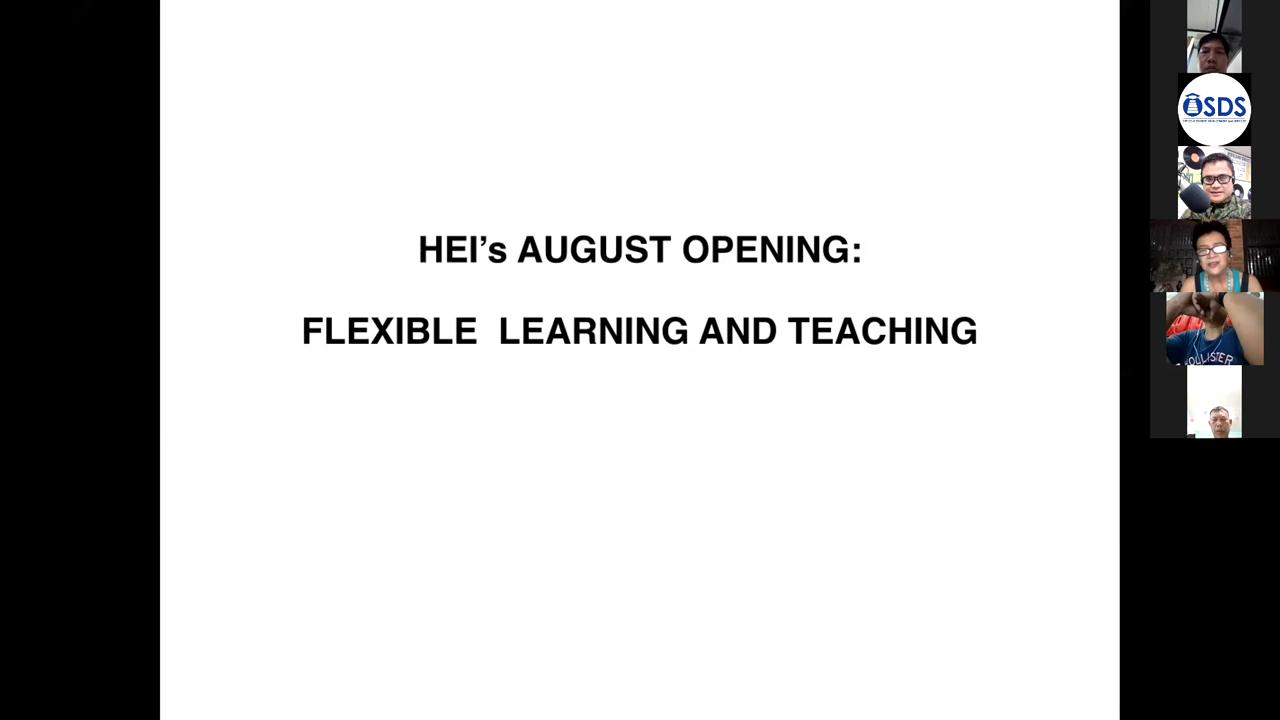 HEI’s AUGUST OPENING:
FLEXIBLE LEARNING AND TEACHING
OSDS
HOLLISTER